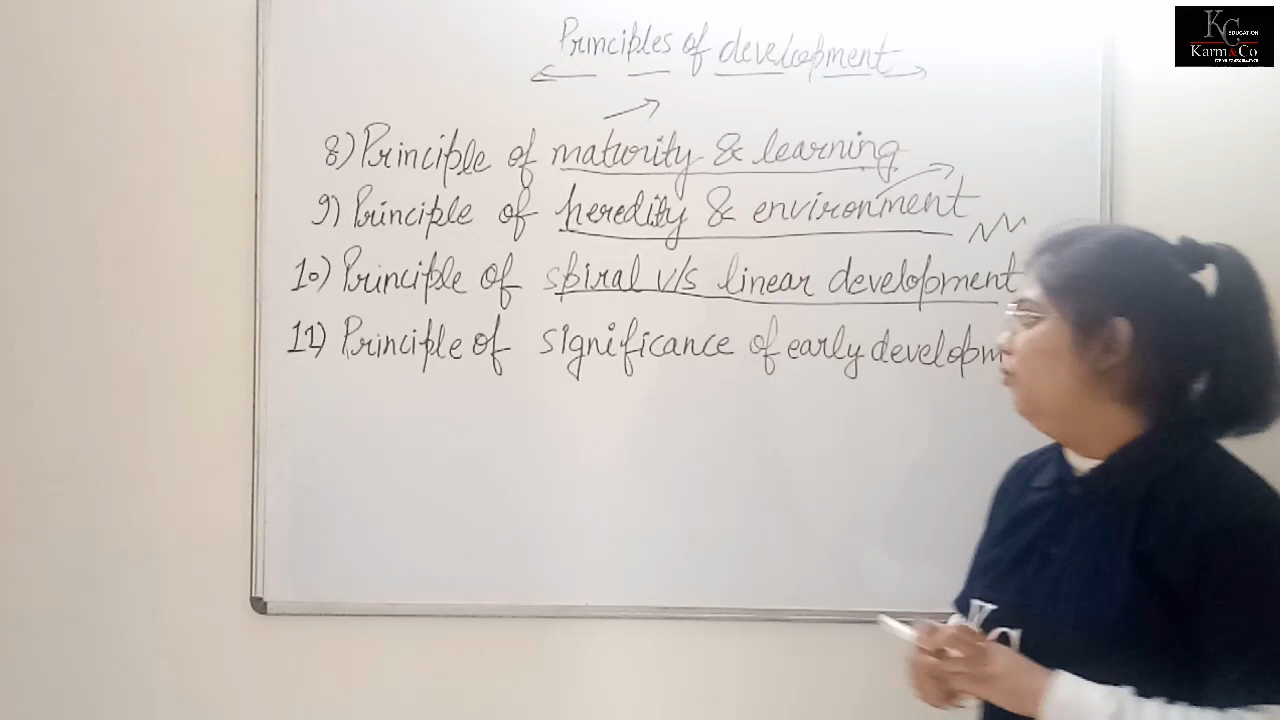 Principles of development
8) Principle of maturity & learning
9) Principle of heredity & environment
10) Principle of spiral v/s linear development
11) Principle of significance of early developm
KC
EDUCATION
Karm&Co